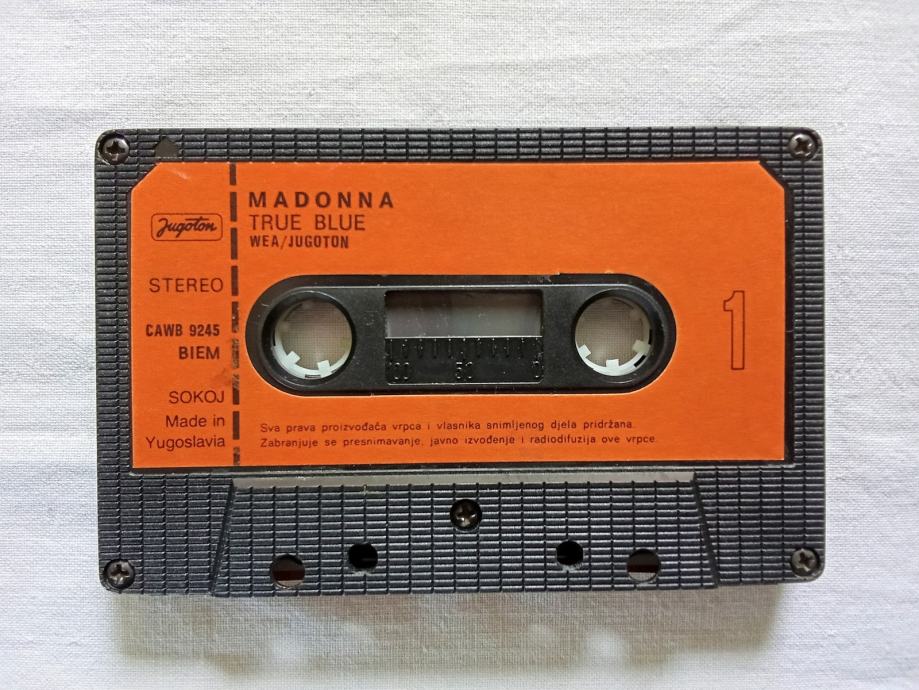 Jugoton
STEREO
CAWB 9245
BIEM
SOKOJ
Made in
Yugoslavia
MADONNA
TRUE BLUE
WEA/JUGOTON
1
100 50 0
Sva prava proizvođača vrpca i vlasnika snimljenog djela pridržana.
Zabranjuje se presnimavanje, javno izvođenje i radiodifuzija ove vrpce.